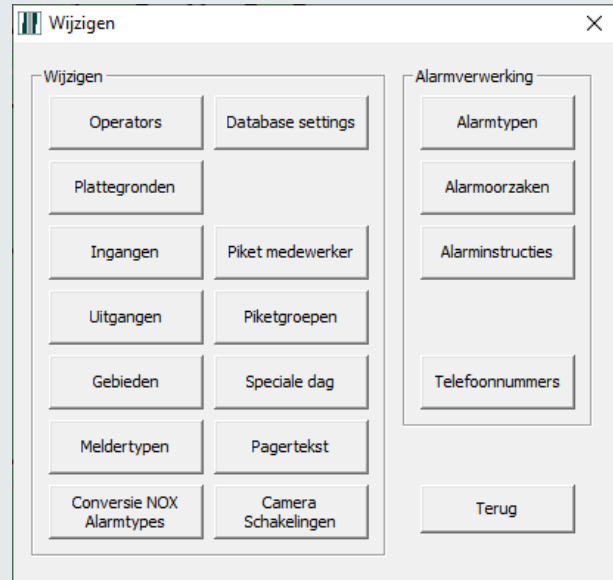 Wijzigen
Wijzigen
Operators
Database settings
Plattegronden
Ingangen
Piket medewerker
Uitgangen
Piketgroepen
Gebieden
Speciale dag
Meldertypen
Pagertekst
Conversie NOX
Alarmtypes
Camera
Schakelingen
Alarmverwerking
Alarmtypen
Alarmoorzaken
Alarminstructies
Telefoonnummers
Terug